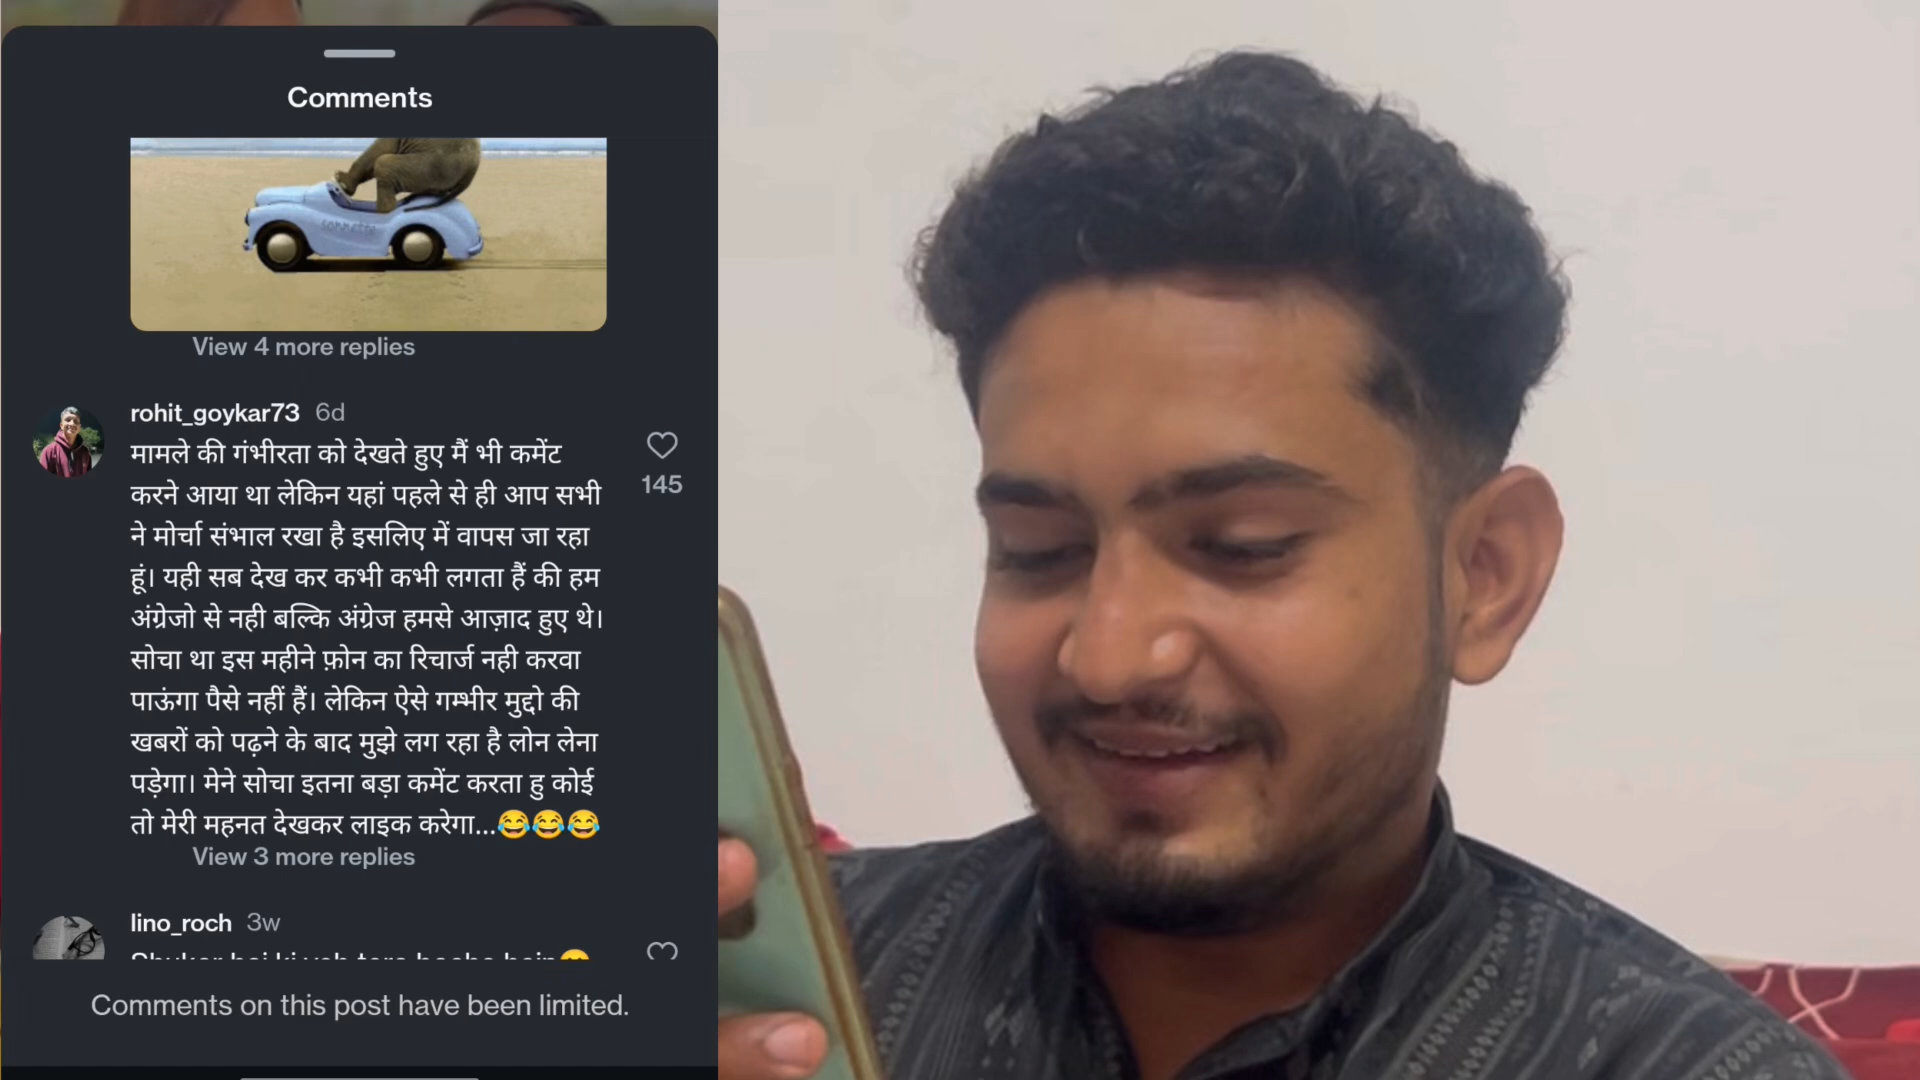 Comments
View 4 more replies
rohit_goykar73 6d
मामले की गंभीरता को देखते हुए मैं भी कमेंट
करने आया था लेकिन यहां पहले से ही आप सभी
ने मोर्चा संभाल रखा है इसलिए में वापस जा रहा
हूं। यही सब देख कर कभी कभी लगता हैं की हम
अंग्रेजो से नही बल्कि अंग्रेज हमसे आज़ाद हुए थे।
सोचा था इस महीने फ़ोन का रिचार्ज नही करवा
पाऊंगा पैसे नहीं हैं। लेकिन ऐसे गम्भीर मुद्दो की
खबरों को पढ़ने के बाद मुझे लग रहा है लोन लेना
पड़ेगा। मेने सोचा इतना बड़ा कमेंट करता हु कोई
तो मेरी महनत देखकर लाइक करेगा...😂😂😂
145
View 3 more replies
lino_roch 3w
Comments on this post have been limited.